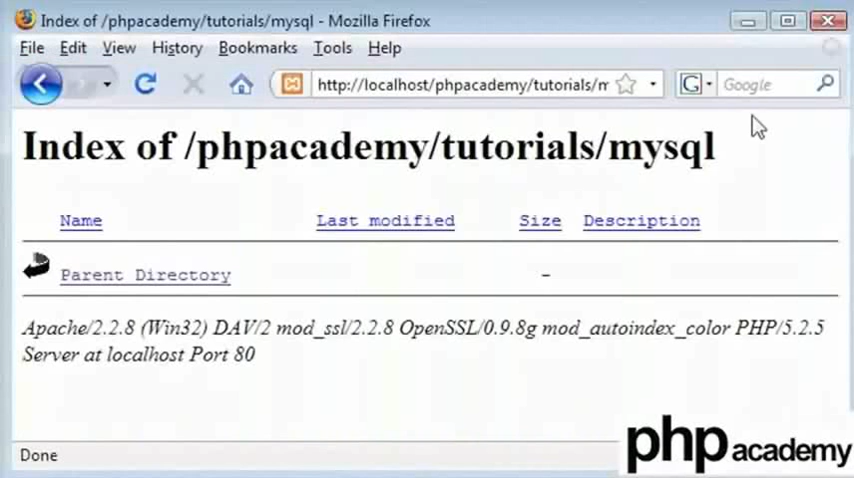 Index of /phpacademy/tutorials/mysql - Mozilla Firefox
File Edit View History Bookmarks Tools Help
http://localhost/phpacademy/tutorials/m G Google
Index of /phpacademy/tutorials/mysql
Name Last modified Size Description
Parent Directory -
Apache/2.2.8 (Win32) DAV/2 mod_ssl/2.2.8 OpenSSL/0.9.8g mod_autoindex_color PHP/5.2.5
Server at localhost Port 80
Done
php academy